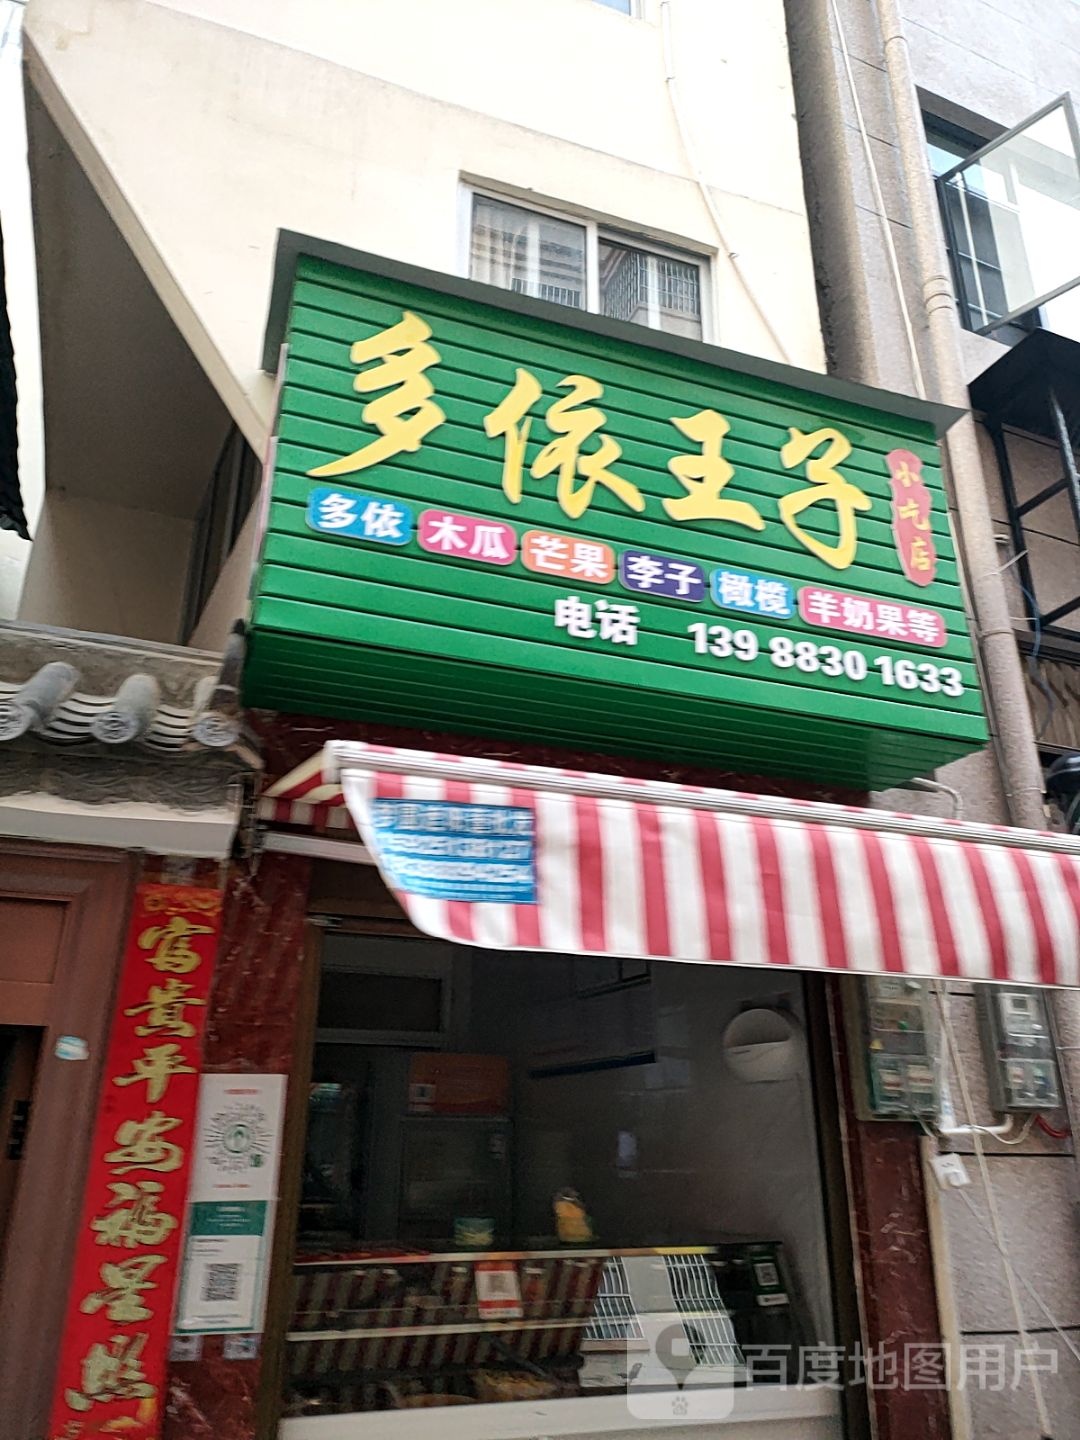 多依王子
小吃店
多依 木瓜 芒果 李子 橄榄 羊奶果等
电话 139 8830 1633
富贵平安福星照
百度地图用户